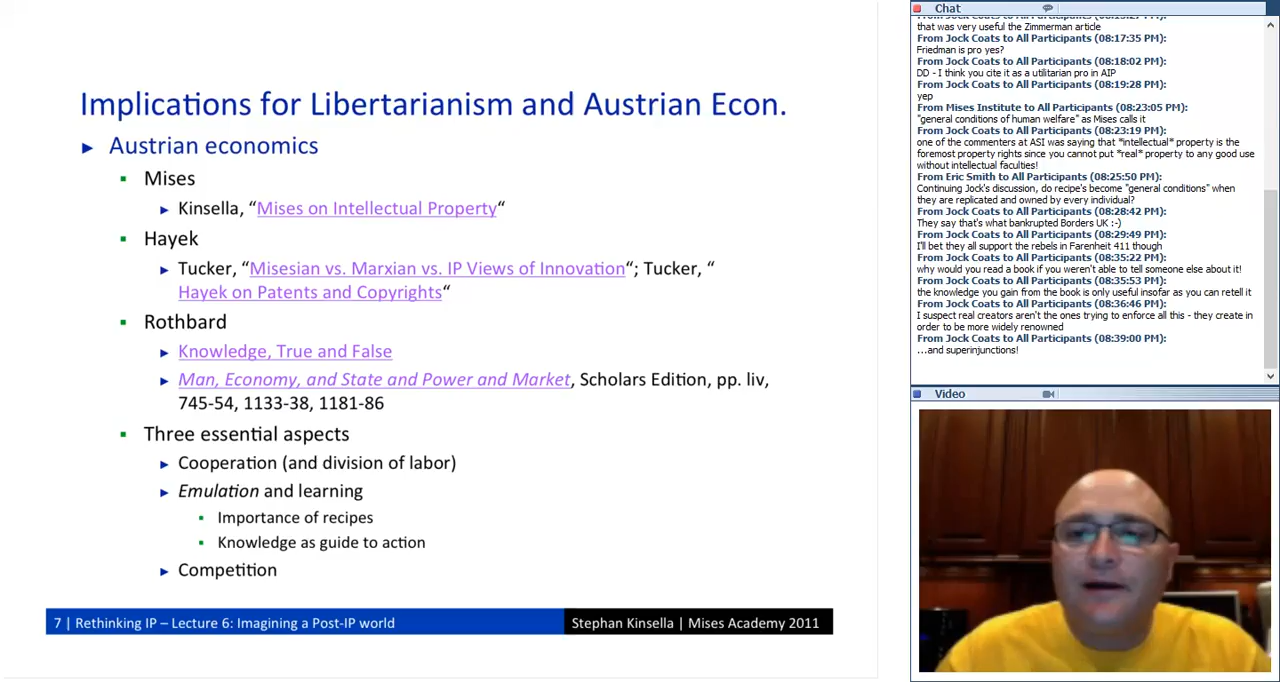 Implications for Libertarianism and Austrian Econ.
► Austrian economics
▪ Mises
► Kinsella, “Mises on Intellectual Property“
▪ Hayek
► Tucker, “Misesian vs. Marxian vs. IP Views of Innovation“; Tucker, “
Hayek on Patents and Copyrights“
▪ Rothbard
► Knowledge, True and False
► Man, Economy, and State and Power and Market, Scholars Edition, pp. liv,
745-54, 1133-38, 1181-86
▪ Three essential aspects
► Cooperation (and division of labor)
► Emulation and learning
▪ Importance of recipes
▪ Knowledge as guide to action
► Competition
7 | Rethinking IP – Lecture 6: Imagining a Post-IP world
Stephan Kinsella | Mises Academy 2011
Chat
From Jock Coats to All Participants
that was very useful the Zimmerman article
From Jock Coats to All Participants (08:17:35 PM):
Friedman is pro yes?
From Jock Coats to All Participants (08:18:02 PM):
DD - I think you cite it as a utilitarian pro in AIP
From Jock Coats to All Participants (08:19:28 PM):
yep
From Mises Institute to All Participants (08:23:05 PM):
"general conditions of human welfare" as Mises calls it
From Jock Coats to All Participants (08:23:19 PM):
one of the commenters at ASI was saying that *intellectual* property is the
foremost property rights since you cannot put *real* property to any good use
without intellectual faculties!
From Eric Smith to All Participants (08:25:50 PM):
Continuing Jock's discussion, do recipe's become "general conditions" when
they are replicated and owned by every individual?
From Jock Coats to All Participants (08:28:42 PM):
They say that's what bankrupted Borders UK :-)
From Jock Coats to All Participants (08:29:49 PM):
I'll bet they all support the rebels in Farenheit 411 though
From Jock Coats to All Participants (08:35:22 PM):
why would you read a book if you weren't able to tell someone else about it!
From Jock Coats to All Participants (08:35:53 PM):
the knowledge you gain from the book is only useful insofar as you can retell it
From Jock Coats to All Participants (08:36:46 PM):
I suspect real creators aren't the ones trying to enforce all this - they create in
order to be more widely renowned
From Jock Coats to All Participants (08:39:00 PM):
...and superinjunctions!
Video